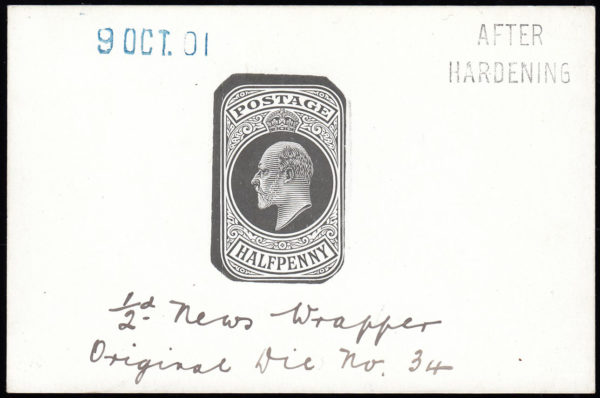 9 OCT. 01
AFTER
HARDENING
POSTAGE
HALFPENNY
½d. News Wrapper
Original Die No. 34